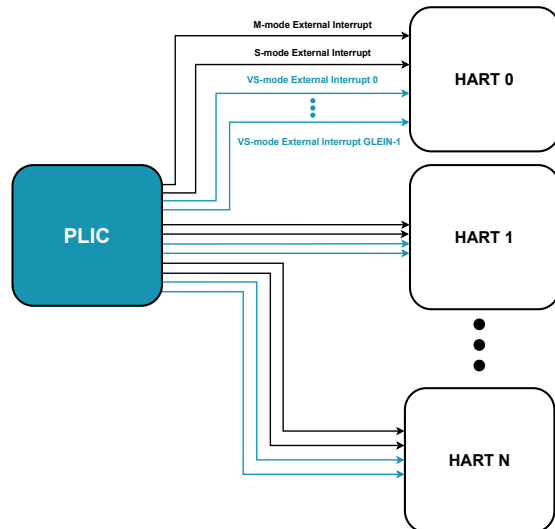 M-mode External Interrupt
S-mode External Interrupt
VS-mode External Interrupt 0
HART 0
VS-mode External Interrupt GLEIN-1
PLIC
HART 1
HART N